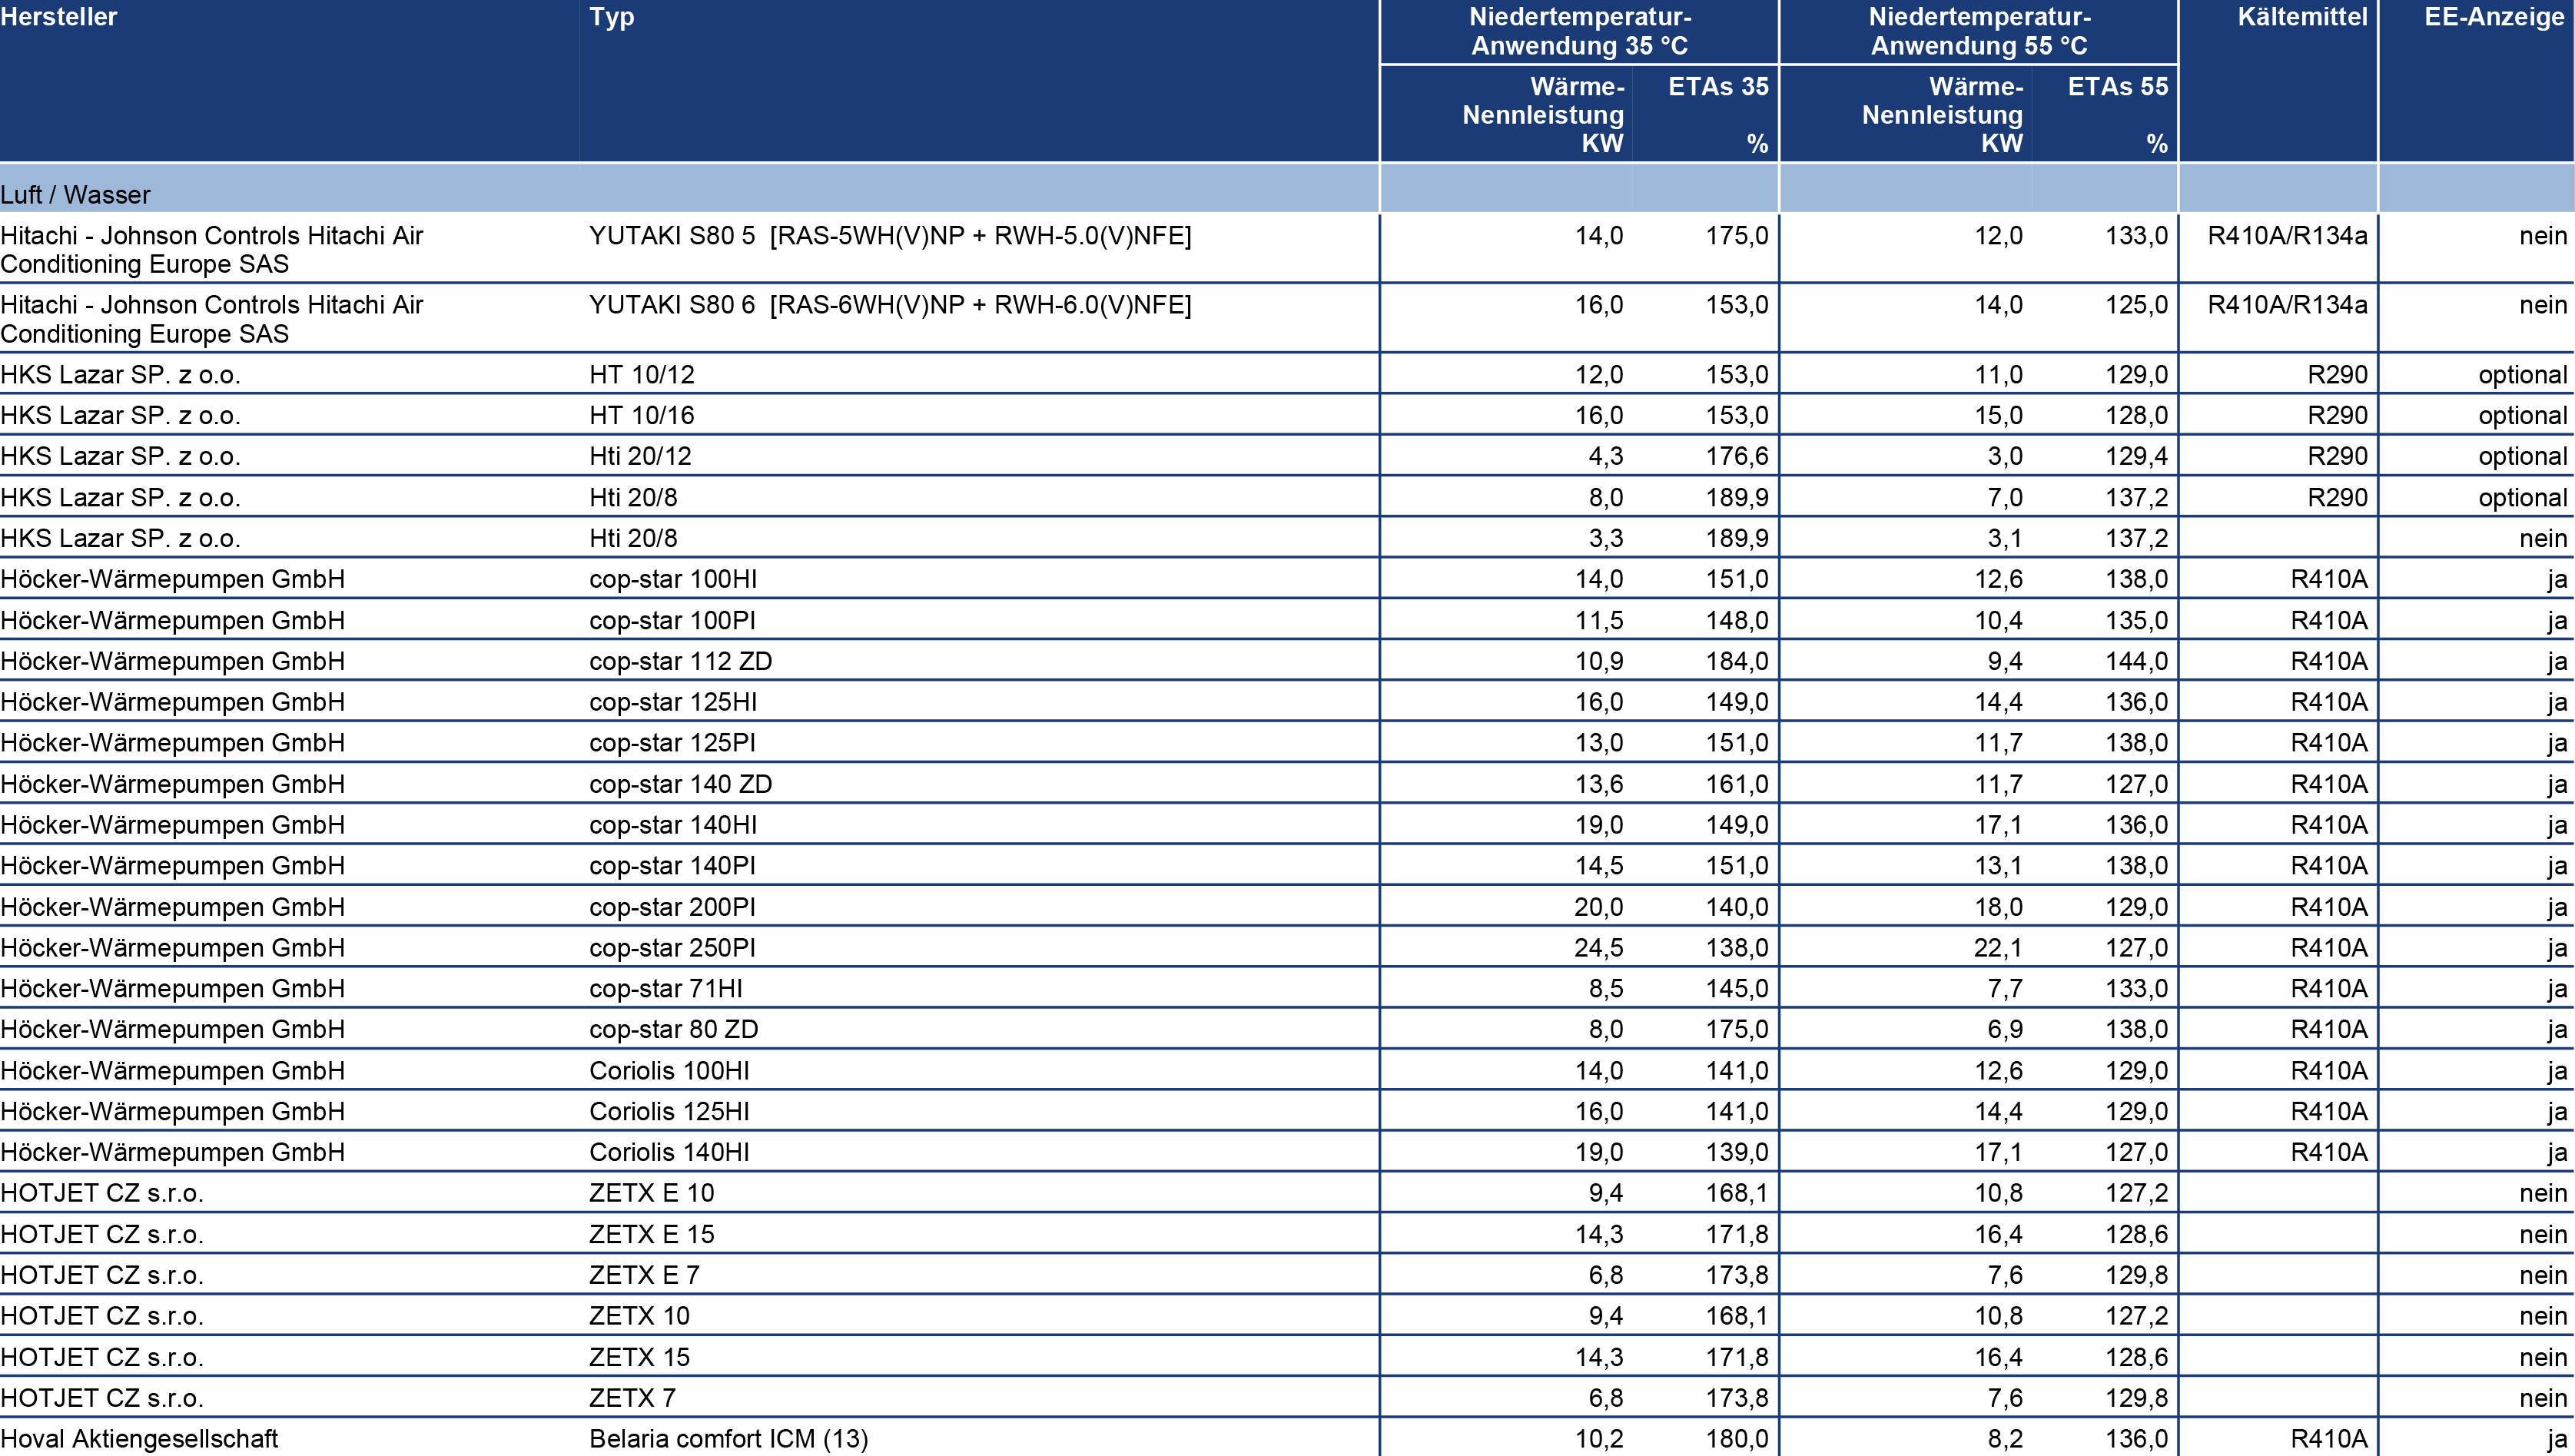 Hersteller Typ Niedertemperatur- Niedertemperatur- Kältemittel EE-Anzeige
Anwendung 35 °C Anwendung 55 °C
Wärme- ETAs 35 Wärme- ETAs 55
Nennleistung Nennleistung
KW % KW %
Luft / Wasser
Hitachi - Johnson Controls Hitachi Air YUTAKI S80 5 [RAS-5WH(V)NP + RWH-5.0(V)NFE] 14,0 175,0 12,0 133,0 R410A/R134a nein
Conditioning Europe SAS
Hitachi - Johnson Controls Hitachi Air YUTAKI S80 6 [RAS-6WH(V)NP + RWH-6.0(V)NFE] 16,0 153,0 14,0 125,0 R410A/R134a nein
Conditioning Europe SAS
HKS Lazar SP. z o.o. HT 10/12 12,0 153,0 11,0 129,0 R290 optional
HKS Lazar SP. z o.o. HT 10/16 16,0 153,0 15,0 128,0 R290 optional
HKS Lazar SP. z o.o. Hti 20/12 4,3 176,6 3,0 129,4 R290 optional
HKS Lazar SP. z o.o. Hti 20/8 8,0 189,9 7,0 137,2 R290 optional
HKS Lazar SP. z o.o. Hti 20/8 3,3 189,9 3,1 137,2 nein
Höcker-Wärmepumpen GmbH cop-star 100HI 14,0 151,0 12,6 138,0 R410A ja
Höcker-Wärmepumpen GmbH cop-star 100PI 11,5 148,0 10,4 135,0 R410A ja
Höcker-Wärmepumpen GmbH cop-star 112 ZD 10,9 184,0 9,4 144,0 R410A ja
Höcker-Wärmepumpen GmbH cop-star 125HI 16,0 149,0 14,4 136,0 R410A ja
Höcker-Wärmepumpen GmbH cop-star 125PI 13,0 151,0 11,7 138,0 R410A ja
Höcker-Wärmepumpen GmbH cop-star 140 ZD 13,6 161,0 11,7 127,0 R410A ja
Höcker-Wärmepumpen GmbH cop-star 140HI 19,0 149,0 17,1 136,0 R410A ja
Höcker-Wärmepumpen GmbH cop-star 140PI 14,5 151,0 13,1 138,0 R410A ja
Höcker-Wärmepumpen GmbH cop-star 200PI 20,0 140,0 18,0 129,0 R410A ja
Höcker-Wärmepumpen GmbH cop-star 250PI 24,5 138,0 22,1 127,0 R410A ja
Höcker-Wärmepumpen GmbH cop-star 71HI 8,5 145,0 7,7 133,0 R410A ja
Höcker-Wärmepumpen GmbH cop-star 80 ZD 8,0 175,0 6,9 138,0 R410A ja
Höcker-Wärmepumpen GmbH Coriolis 100HI 14,0 141,0 12,6 129,0 R410A ja
Höcker-Wärmepumpen GmbH Coriolis 125HI 16,0 141,0 14,4 129,0 R410A ja
Höcker-Wärmepumpen GmbH Coriolis 140HI 19,0 139,0 17,1 127,0 R410A ja
HOTJET CZ s.r.o. ZETX E 10 9,4 168,1 10,8 127,2 nein
HOTJET CZ s.r.o. ZETX E 15 14,3 171,8 16,4 128,6 nein
HOTJET CZ s.r.o. ZETX E 7 6,8 173,8 7,6 129,8 nein
HOTJET CZ s.r.o. ZETX 10 9,4 168,1 10,8 127,2 nein
HOTJET CZ s.r.o. ZETX 15 14,3 171,8 16,4 128,6 nein
HOTJET CZ s.r.o. ZETX 7 6,8 173,8 7,6 129,8 nein
Hoval Aktiengesellschaft Belaria comfort ICM (13) 10,2 180,0 8,2 136,0 R410A ja